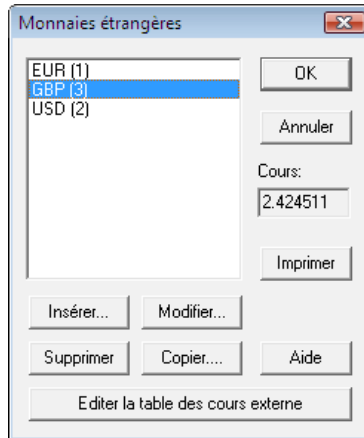 Monnaies étrangères
EUR (1)
GBP (3)
USD (2)
OK
Annuler
Cours:
2.424511
Imprimer
Insérer...
Modifier...
Supprimer
Copier....
Aide
Editer la table des cours externe